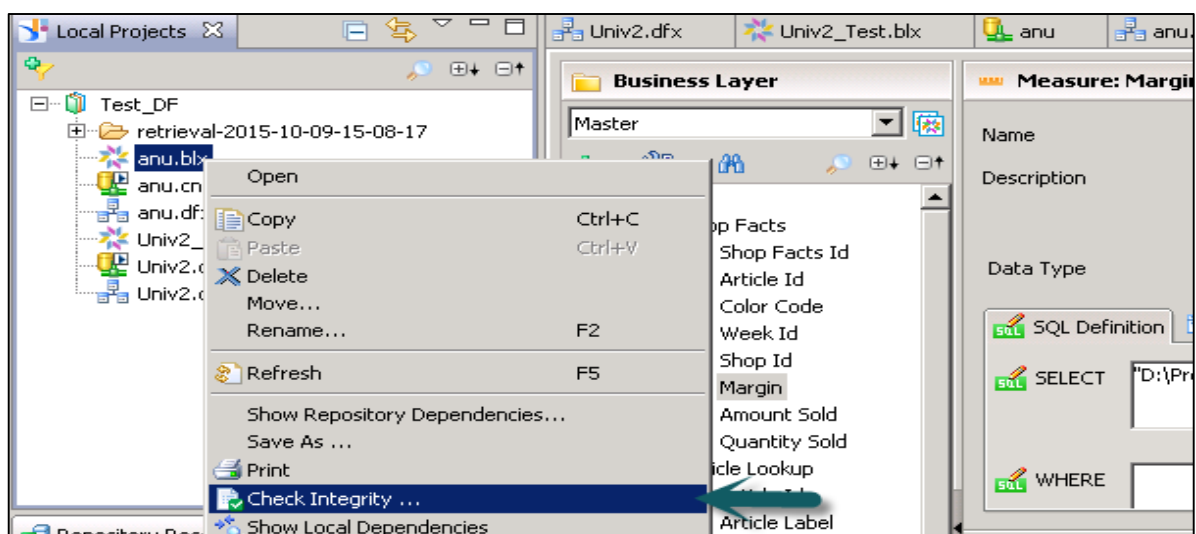 Local Projects
Univ2.dfx
Univ2_Test.blx
anu
anu.
Test_DF
retrieval-2015-10-09-15-08-17
anu.blx
anu.cn
anu.df
Univ2_
Univ2.
Univ2.
Open
Copy Ctrl+C
Paste Ctrl+V
Delete
Move...
Rename... F2
Refresh F5
Show Repository Dependencies...
Save As ...
Print
Check Integrity ...
Show Local Dependencies
Business Layer
Master
Facts
Shop Facts Id
Article Id
Color Code
Week Id
Shop Id
Margin
Amount Sold
Quantity Sold
Lookup
Article Label
Measure: Margin
Name
Description
Data Type
SQL Definition
SELECT "D:\Pr
WHERE